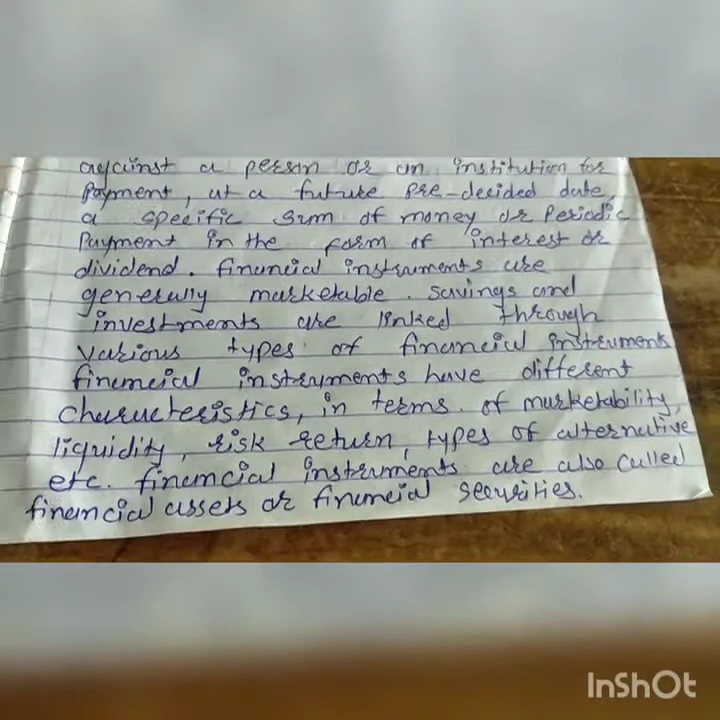 against a person or an institution for
Payment, at a future pre-decided date,
a specific sum of money or Periodic
Payment in the form of interest or
dividend. financial instruments are
generally marketable. savings and
investments are linked through
various types of financial instruments
financial instruments have different
characteristics, in terms of marketability,
liquidity, risk return, types of alternative
etc. financial instruments are also called
financial assets or financial securities.
InShOt